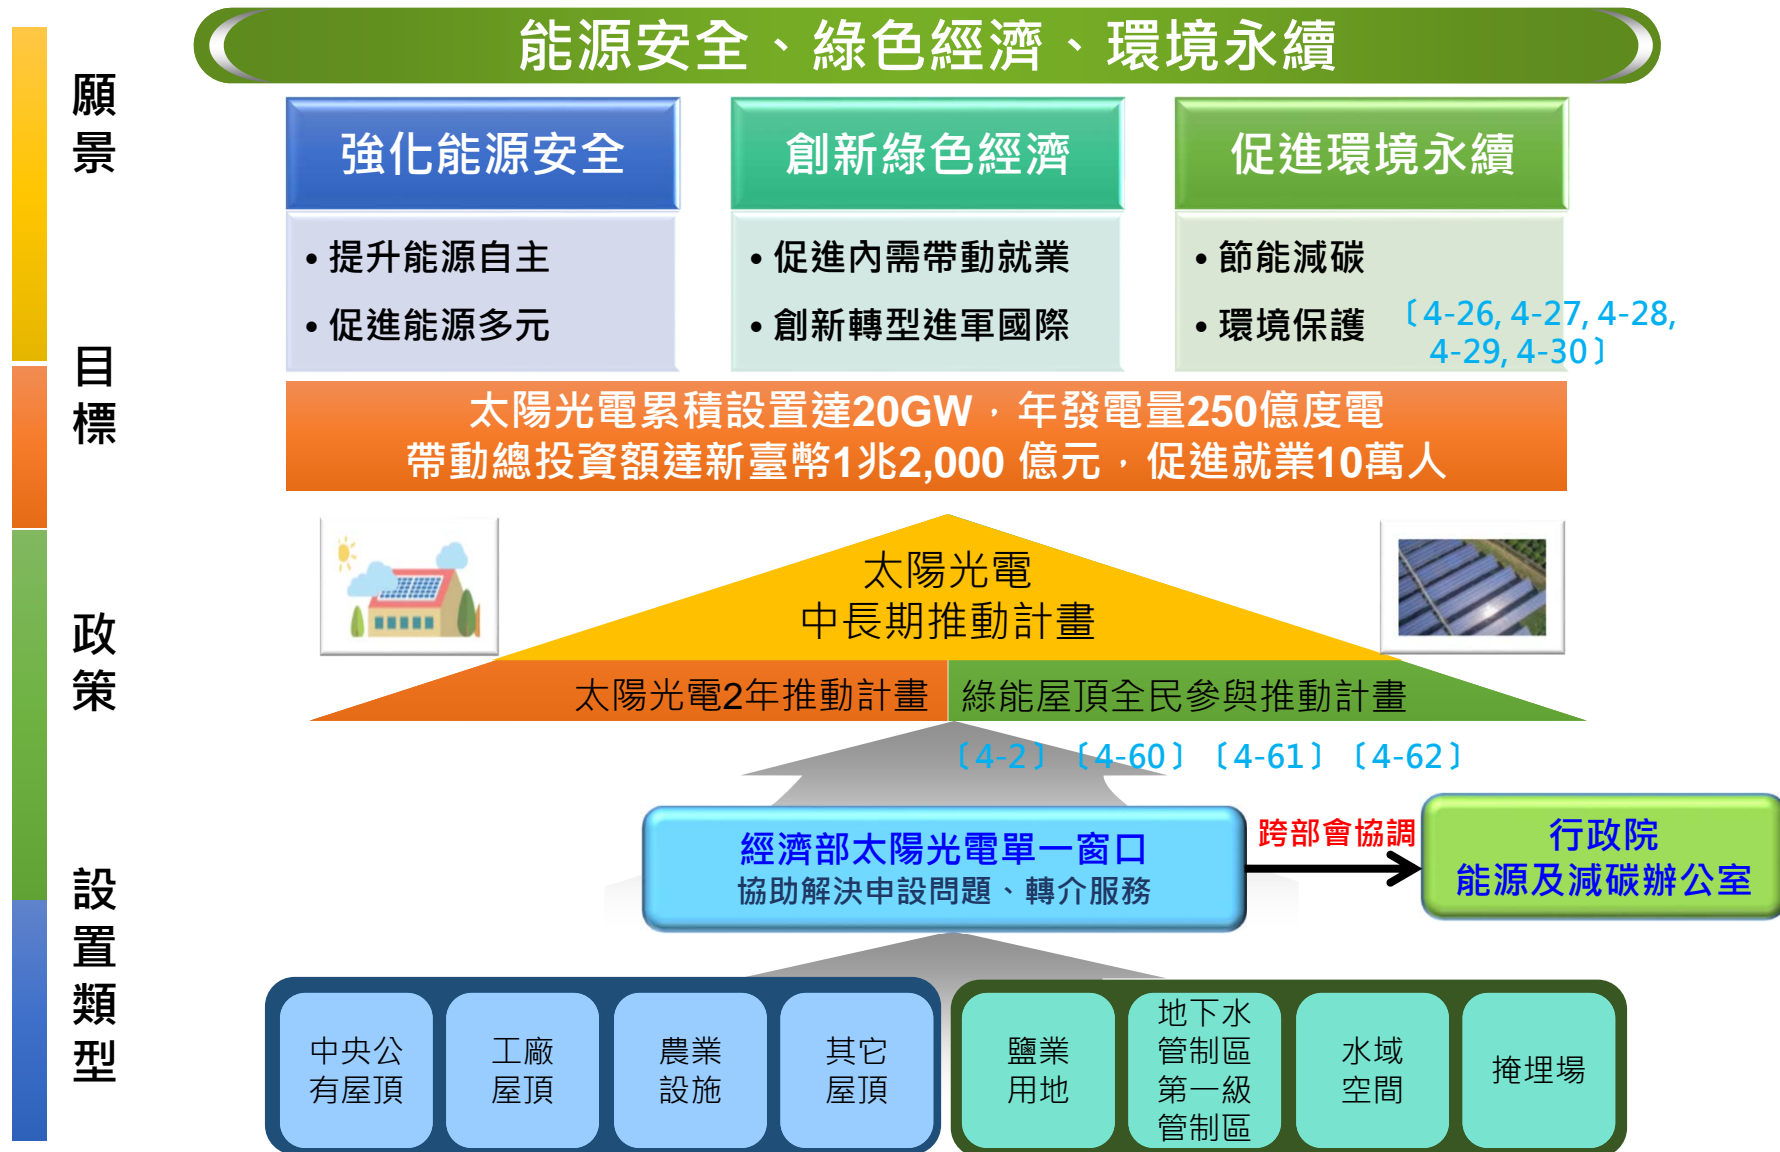 能源安全、綠色經濟、環境永續
願景
強化能源安全
• 提升能源自主
• 促進能源多元
創新綠色經濟
• 促進內需帶動就業
• 創新轉型進軍國際
促進環境永續
• 節能減碳
• 環境保護
〔4-26, 4-27, 4-28,
4-29, 4-30〕
目標
太陽光電累積設置達20GW，年發電量250億度電
帶動總投資額達新臺幣1兆2,000 億元，促進就業10萬人
政策
太陽光電
中長期推動計畫
太陽光電2年推動計畫
綠能屋頂全民參與推動計畫
〔4-2〕〔4-60〕〔4-61〕〔4-62〕
經濟部太陽光電單一窗口
協助解決申設問題、轉介服務
跨部會協調
行政院
能源及減碳辦公室
設置類型
中央公
有屋頂
工廠
屋頂
農業
設施
其它
屋頂
鹽業
用地
地下水
管制區
第一級
管制區
水域
空間
掩埋場